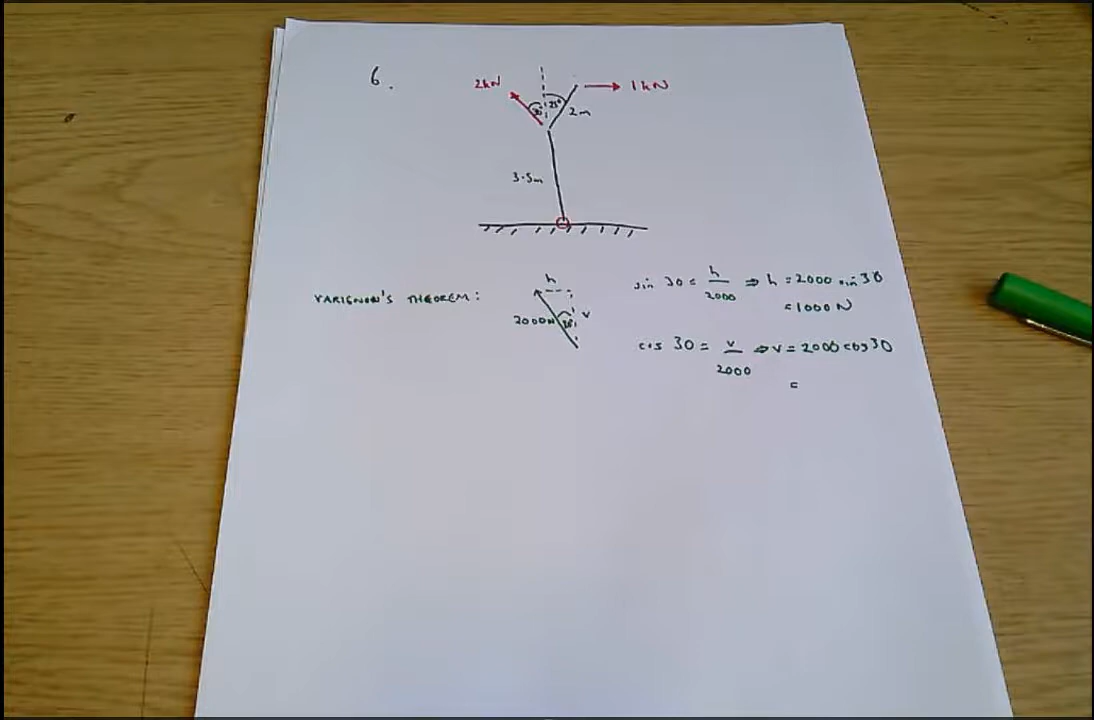 6.
2kN
1kN
30°
25°
2m
3.5m
VARIGNON'S THEOREM:
h
2000N
30°
v
sin 30 = h/2000 ⇒ h = 2000 sin 30
= 1000 N
cos 30 = v/2000 ⇒ v = 2000 cos 30
=